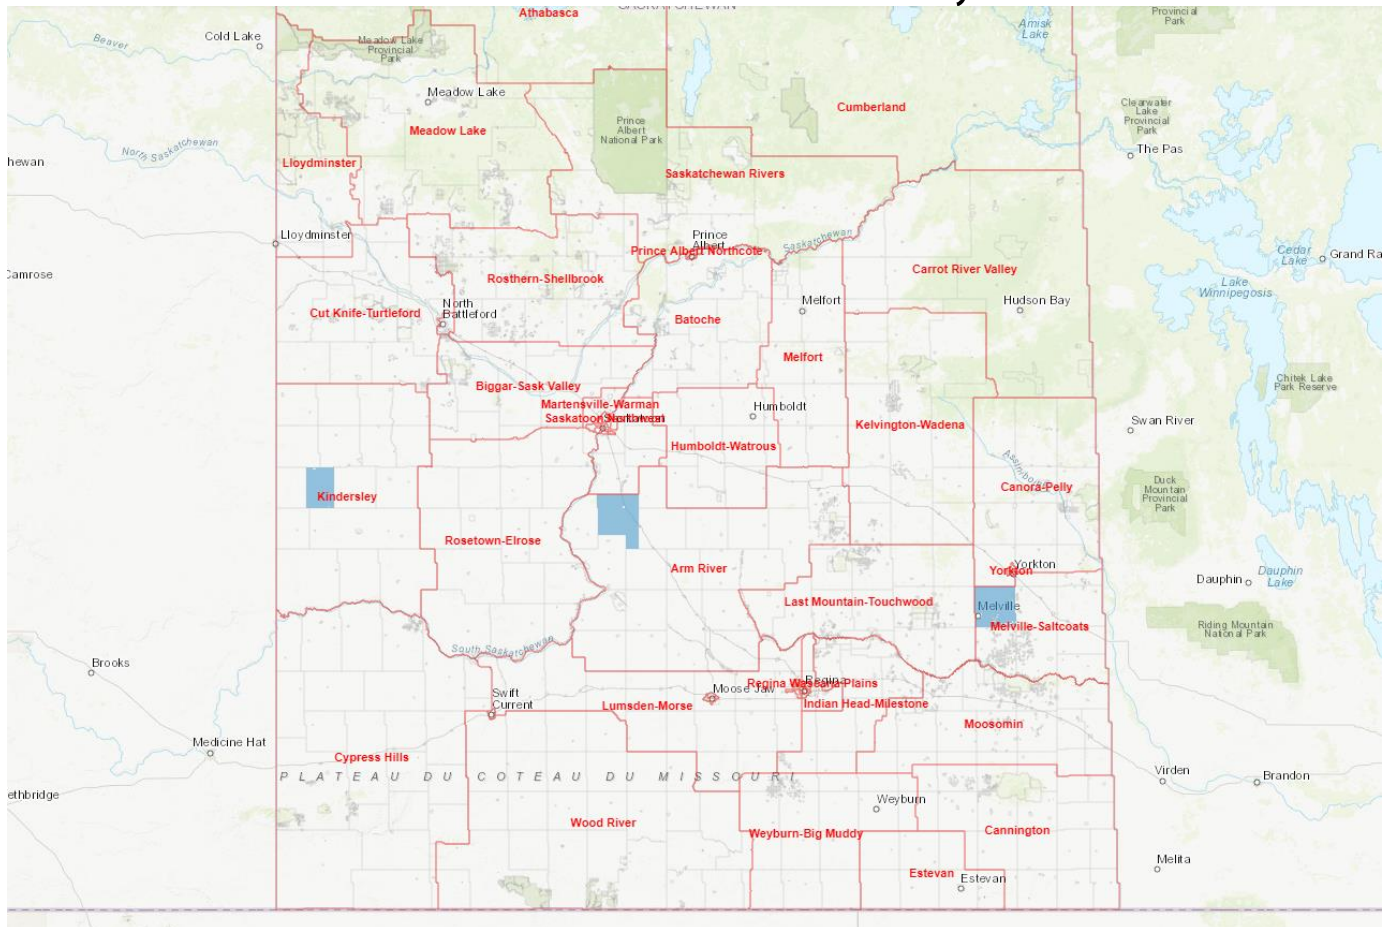 Athabasca
SASKATCHEWAN
Provincial
Park
Amisk
Lake
Cold Lake
Beaver
Meadow Lake
Provincial
Park
Meadow Lake
Clearwater
Lake
Provincial
Park
Cumberland
Prince
Albert
National Park
Meadow Lake
The Pas
North Saskatchewan
hewan
Lloydminster
Saskatchewan Rivers
Lloydminster
Prince
Albert
Prince Albert Northcote
Saskatchewan
Cedar
Lake
Grand Ra
Camrose
Rosthern-Shellbrook
Carrot River Valley
Lake
Winnipegosis
North
Battleford
Cut Knife-Turtleford
Batoche
Melfort
Hudson Bay
Melfort
Biggar-Sask Valley
Chitek Lake
Park Reserve
Martensville-Warman
Humboldt
Swan River
Kelvington-Wadena
Humboldt-Watrous
Duck
Mountain
Provincial
Park
Kindersley
Canora-Pelly
Rosetown-Elrose
Arm River
Yorkton
Yorkton
Dauphin
Dauphin
Lake
Last Mountain-Touchwood
Melville
Melville-Saltcoats
Riding Mountain
National Park
South Saskatchewan
Brooks
Regina Wascana Plains
Regina
Swift
Current
Moose Jaw
Lumsden-Morse
Indian Head-Milestone
Moosomin
Medicine Hat
Cypress Hills
PLATEAU DU COTEAU DU MISSOURI
Virden
Brandon
ethbridge
Weyburn
Wood River
Weyburn-Big Muddy
Cannington
Melita
Estevan
Estevan